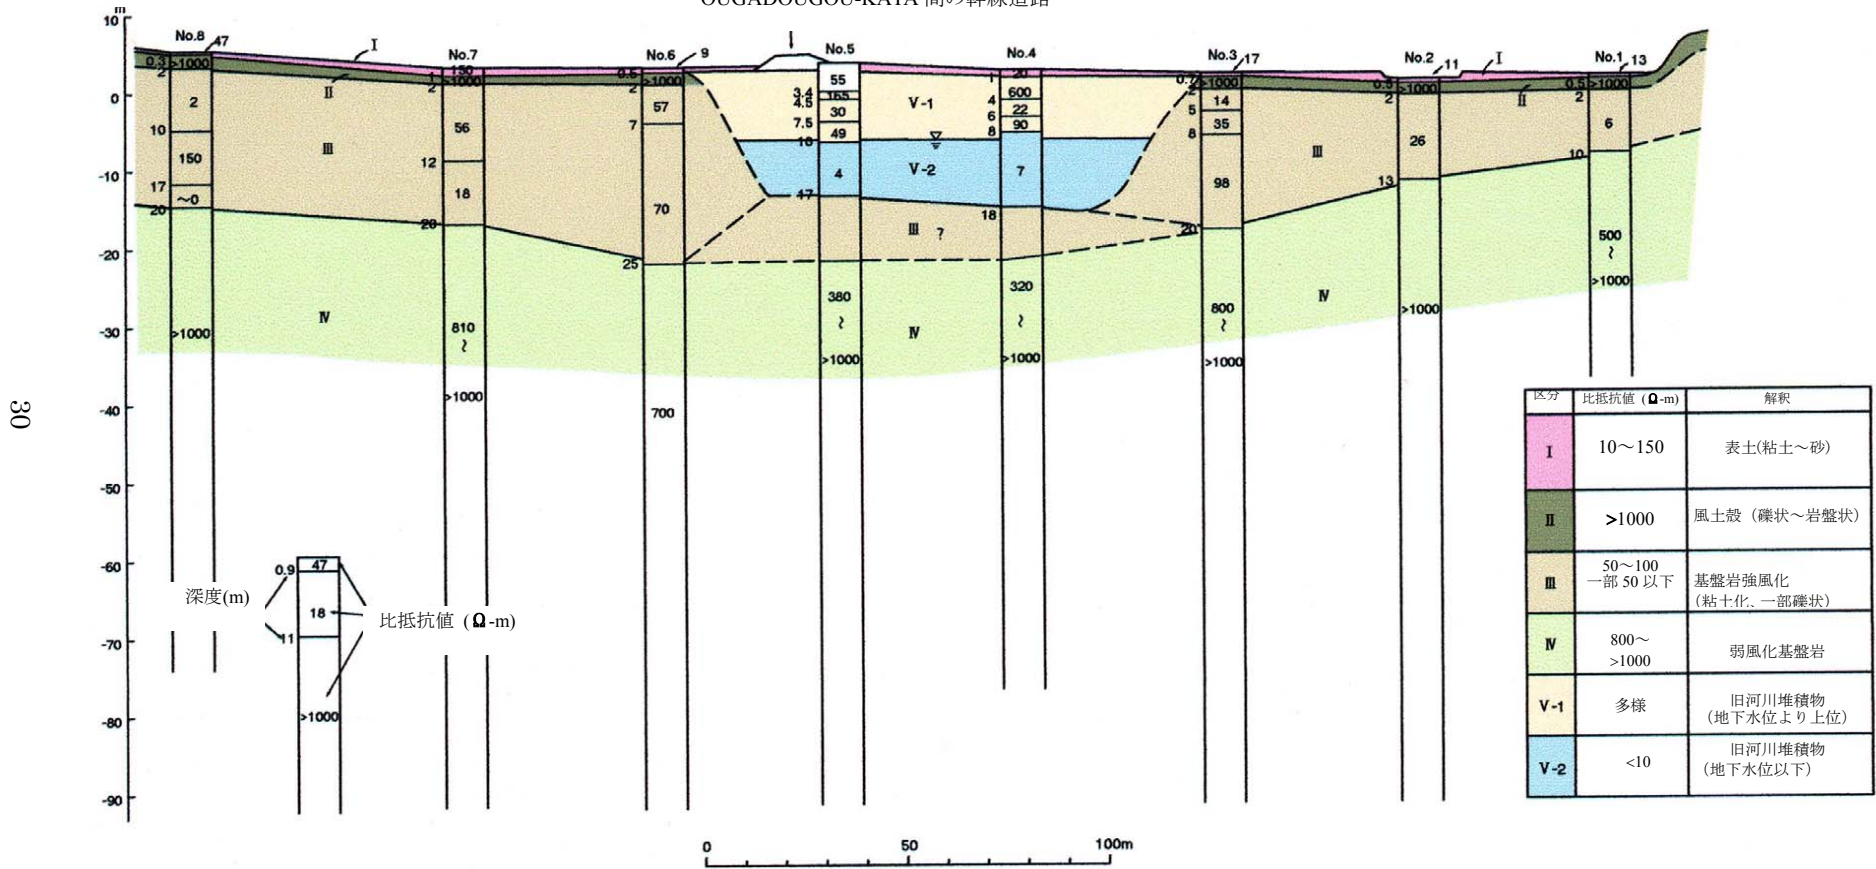 OUGADOUGOU-KAYA 間の幹線道路
m
10
0
-10
-20
-30
-40
-50
-60
-70
-80
-90
30
No.8
47
0.3
>1000
2
2
10
150
17
～0
20
>1000
I
II
III
IV
No.7
150
1
>1000
2
56
12
18
20
810
～
>1000
No.6
9
0.5
>1000
2
57
7
70
25
700
No.5
55
3.4
165
4.5
30
7.5
49
10
4
17
380
～
>1000
V-1
V-2
III ?
IV
No.4
20
1
600
4
22
6
90
8
7
18
320
～
>1000
No.3
17
0.7
>1000
2
14
5
35
8
98
20
800
～
>1000
III
IV
No.2
11
0.5
>1000
2
26
13
>1000
I
II
No.1
13
0.5
>1000
2
6
10
500
～
>1000
深度(m)
0.9
47
18
11
>1000
比抵抗値 (Ω-m)
0 50 100m
区分 比抵抗値 (Ω-m) 解釈
I 10～150 表土(粘土～砂)
II >1000 風土殻（礫状～岩盤状）
III 50～100
一部 50 以下
基盤岩強風化
（粘土化、一部礫状）
IV 800～
>1000
弱風化基盤岩
V-1 多様 旧河川堆積物
（地下水位より上位）
V-2 <10 旧河川堆積物
（地下水位以下）